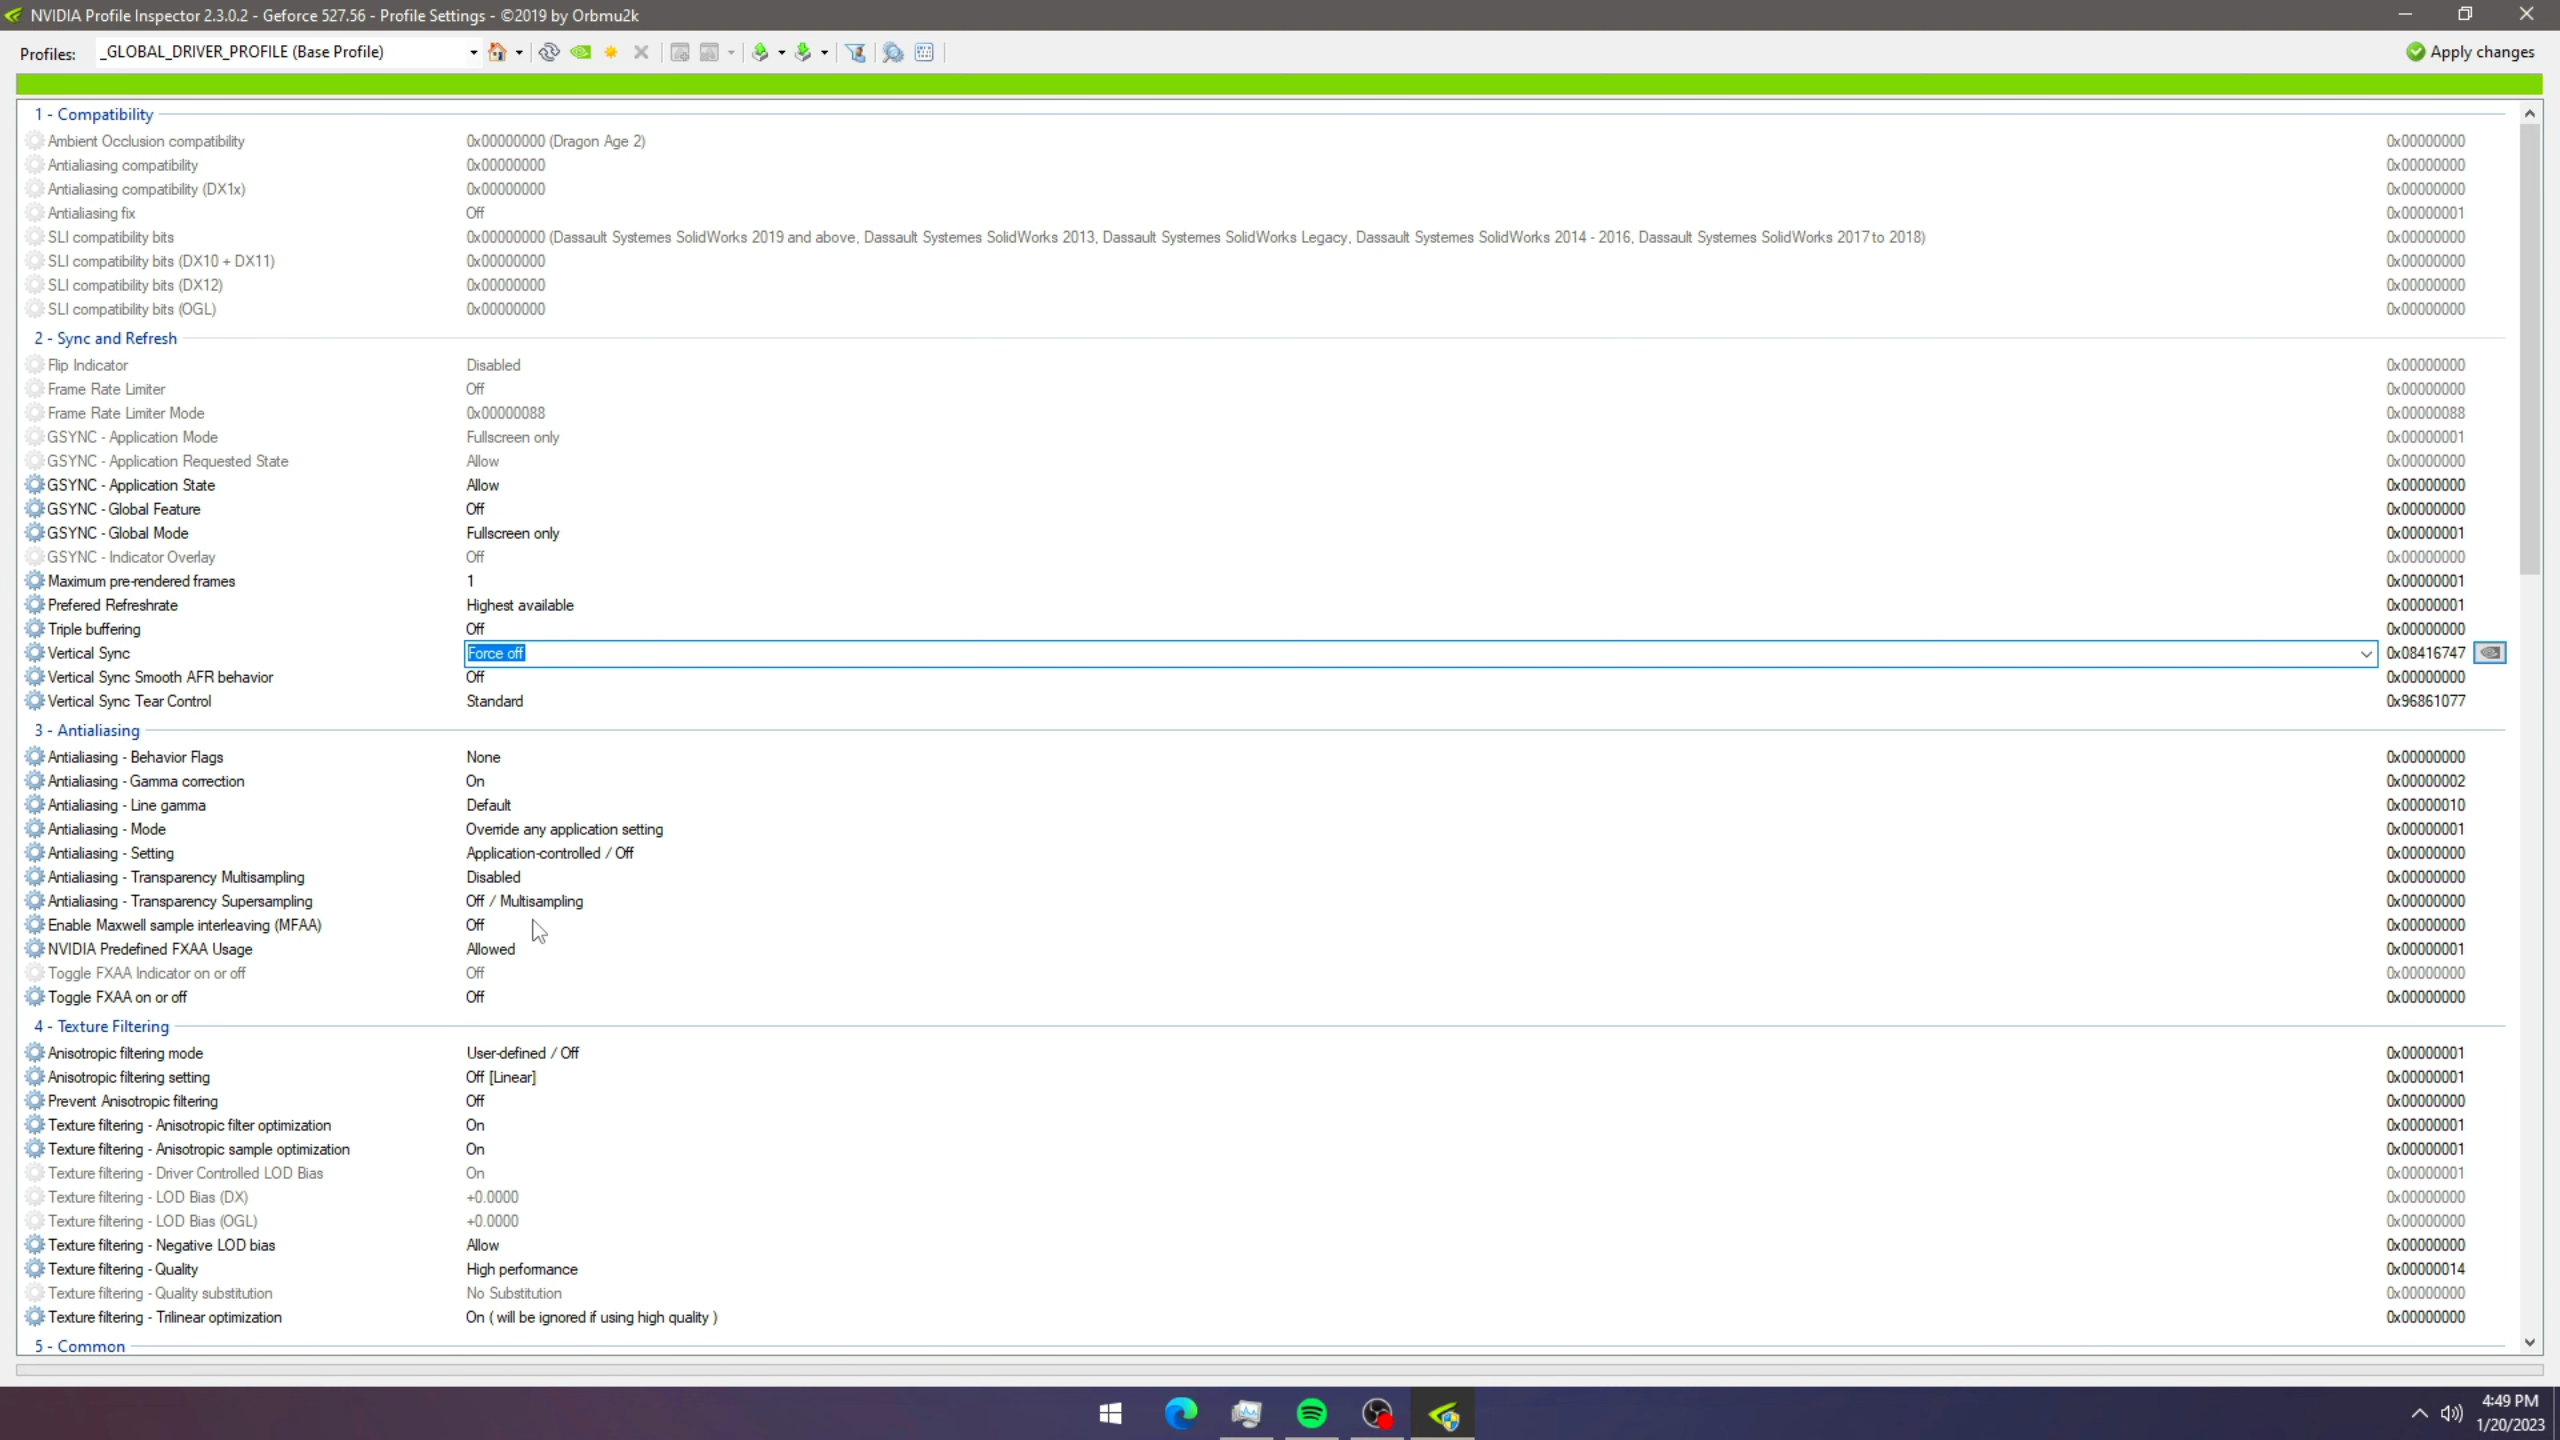 NVIDIA Profile Inspector 2.3.0.2 - Geforce 527.56 - Profile Settings - ©2019 by Orbmu2k
Profiles: _GLOBAL_DRIVER_PROFILE (Base Profile) Apply changes
1 - Compatibility
Ambient Occlusion compatibility 0x00000000 (Dragon Age 2) 0x00000000
Antialiasing compatibility 0x00000000 0x00000000
Antialiasing compatibility (DX1x) 0x00000000 0x00000000
Antialiasing fix Off 0x00000001
SLI compatibility bits 0x00000000 (Dassault Systemes SolidWorks 2019 and above, Dassault Systemes SolidWorks 2013, Dassault Systemes SolidWorks Legacy, Dassault Systemes SolidWorks 2014 - 2016, Dassault Systemes SolidWorks 2017 to 2018) 0x00000000
SLI compatibility bits (DX10 + DX11) 0x00000000 0x00000000
SLI compatibility bits (DX12) 0x00000000 0x00000000
SLI compatibility bits (OGL) 0x00000000 0x00000000
2 - Sync and Refresh
Flip Indicator Disabled 0x00000000
Frame Rate Limiter Off 0x00000000
Frame Rate Limiter Mode 0x00000088 0x00000088
GSYNC - Application Mode Fullscreen only 0x00000001
GSYNC - Application Requested State Allow 0x00000000
GSYNC - Application State Allow 0x00000000
GSYNC - Global Feature Off 0x00000000
GSYNC - Global Mode Fullscreen only 0x00000001
GSYNC - Indicator Overlay Off 0x00000000
Maximum pre-rendered frames 1 0x00000001
Prefered Refreshrate Highest available 0x00000001
Triple buffering Off 0x00000000
Vertical Sync Force off 0x08416747
Vertical Sync Smooth AFR behavior Off 0x00000000
Vertical Sync Tear Control Standard 0x96861077
3 - Antialiasing
Antialiasing - Behavior Flags None 0x00000000
Antialiasing - Gamma correction On 0x00000002
Antialiasing - Line gamma Default 0x00000010
Antialiasing - Mode Override any application setting 0x00000001
Antialiasing - Setting Application-controlled / Off 0x00000000
Antialiasing - Transparency Multisampling Disabled 0x00000000
Antialiasing - Transparency Supersampling Off / Multisampling 0x00000000
Enable Maxwell sample interleaving (MFAA) Off 0x00000000
NVIDIA Predefined FXAA Usage Allowed 0x00000001
Toggle FXAA Indicator on or off Off 0x00000000
Toggle FXAA on or off Off 0x00000000
4 - Texture Filtering
Anisotropic filtering mode User-defined / Off 0x00000001
Anisotropic filtering setting Off [Linear] 0x00000001
Prevent Anisotropic filtering Off 0x00000000
Texture filtering - Anisotropic filter optimization On 0x00000001
Texture filtering - Anisotropic sample optimization On 0x00000001
Texture filtering - Driver Controlled LOD Bias On 0x00000001
Texture filtering - LOD Bias (DX) +0.0000 0x00000000
Texture filtering - LOD Bias (OGL) +0.0000 0x00000000
Texture filtering - Negative LOD bias Allow 0x00000000
Texture filtering - Quality High performance 0x00000014
Texture filtering - Quality substitution No Substitution 0x00000000
Texture filtering - Trilinear optimization On ( will be ignored if using high quality ) 0x00000000
5 - Common
4:49 PM
1/20/2023